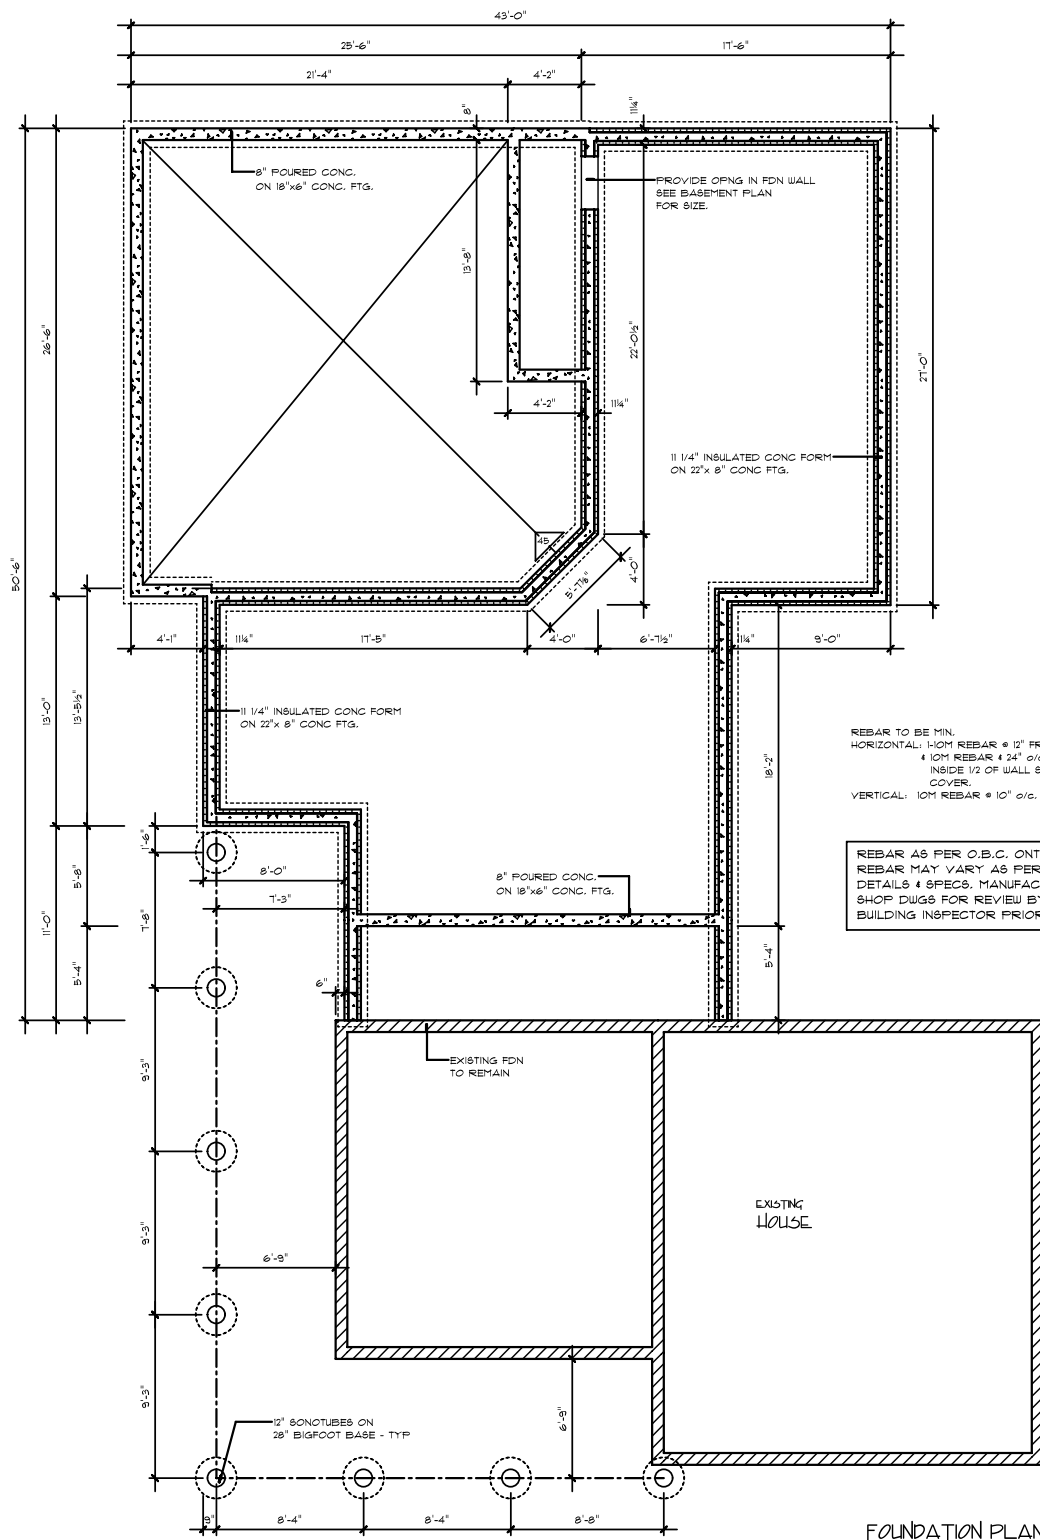 43'-0"
25'-6"
17'-6"
21'-4"
4'-2"
8"
11¼"
8" POURED CONC.
ON 18"x6" CONC. FTG.
PROVIDE OPNG IN FDN WALL
SEE BASEMENT PLAN
FOR SIZE.
13'-8"
26'-6"
22'-0½"
27'-0"
4'-2"
11¼"
11 1/4" INSULATED CONC FORM
ON 22"x 8" CONC FTG.
45
50'-6"
4'-0"
5'-7⅞"
4'-1"
11¼"
17'-5"
4'-0"
6'-7½"
11¼"
9'-0"
13'-0"
13'-5½"
11 1/4" INSULATED CONC FORM
ON 22"x 8" CONC FTG.
18'-2"
REBAR TO BE MIN.
HORIZONTAL: 1-10M REBAR @ 12" FR
& 10M REBAR & 24" o/c
INSIDE 1/2 OF WALL S
COVER.
VERTICAL: 10M REBAR @ 10" o/c.
1'-6"
8'-0"
5'-8"
7'-3"
7'-8"
11'-0"
8" POURED CONC.
ON 18"x6" CONC. FTG.
REBAR AS PER O.B.C. ONT
REBAR MAY VARY AS PER
DETAILS & SPECS. MANUFAC
SHOP DWGS FOR REVIEW BY
BUILDING INSPECTOR PRIOR
5'-4"
5'-4"
6"
EXISTING FDN
TO REMAIN
9'-3"
EXISTING
HOUSE
9'-3"
6'-9"
9'-3"
6'-9"
12" SONOTUBES ON
28" BIGFOOT BASE - TYP
8'-4"
8'-4"
8'-8"
FOUNDATION PLAN